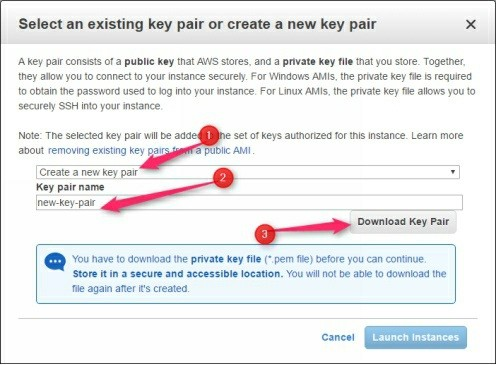 Select an existing key pair or create a new key pair
×
A key pair consists of a public key that AWS stores, and a private key file that you store. Together,
they allow you to connect to your instance securely. For Windows AMIs, the private key file is required
to obtain the password used to log into your instance. For Linux AMIs, the private key file allows you to
securely SSH into your instance.
Note: The selected key pair will be added the set of keys authorized for this instance. Learn more
about removing existing key pairs from a public AMI .
1
Create a new key pair
2
Key pair name
new-key-pair
3
Download Key Pair
You have to download the private key file (*.pem file) before you can continue.
Store it in a secure and accessible location. You will not be able to download the
file again after it's created.
Cancel Launch Instances